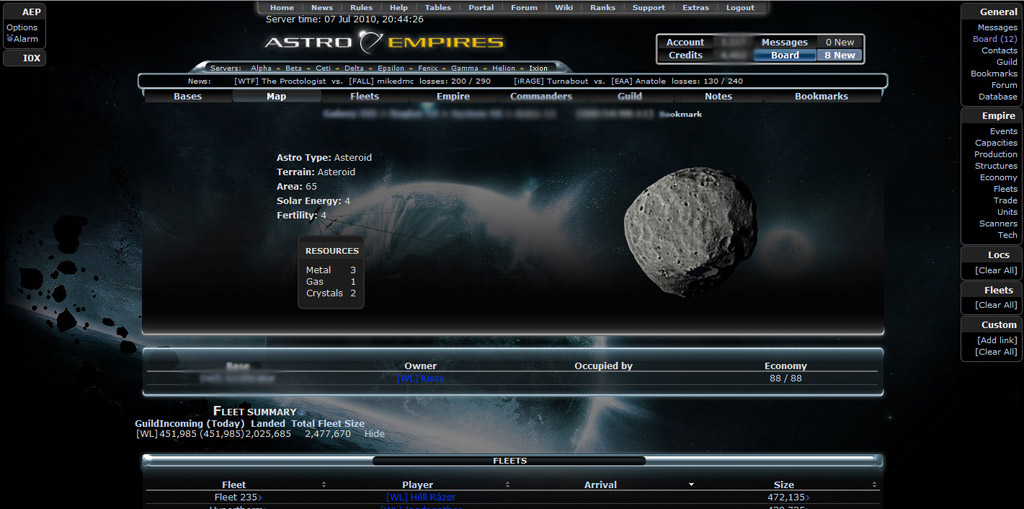 AEP
Options
Alarm
IOX
Home News Rules Help Tables Portal Forum Wiki Ranks Support Extras Logout
Server time: 07 Jul 2010, 20:44:26
ASTRO EMPIRES
Account Messages 0 New
Credits Board 8 New
Servers: Alpha Beta Ceti Delta Epsilon Fenix Gamma Helion Ixion
News: [WTF] The Proctologist vs. [FALL] mikedmc losses: 200 / 290 [iRAGE] Turnabout vs. [EAA] Anatole losses: 130 / 240
Bases Map Fleets Empire Commanders Guild Notes Bookmarks
Bookmark
Astro Type: Asteroid
Terrain: Asteroid
Area: 65
Solar Energy: 4
Fertility: 4
RESOURCES
Metal 3
Gas 1
Crystals 2
Base Owner Occupied by Economy
[WL] 88 / 88
FLEET SUMMARY
Guild Incoming (Today) Landed Total Fleet Size
[WL] 451,985 (451,985) 2,025,685 2,477,670 Hide
FLEETS
Fleet Player Arrival Size
Fleet 235> [WL] Hêll Râzør 472,135>
General
Messages
Board (12)
Contacts
Guild
Bookmarks
Forum
Database
Empire
Events
Capacities
Production
Structures
Economy
Fleets
Trade
Units
Scanners
Tech
Locs
[Clear All]
Fleets
[Clear All]
Custom
[Add link]
[Clear All]